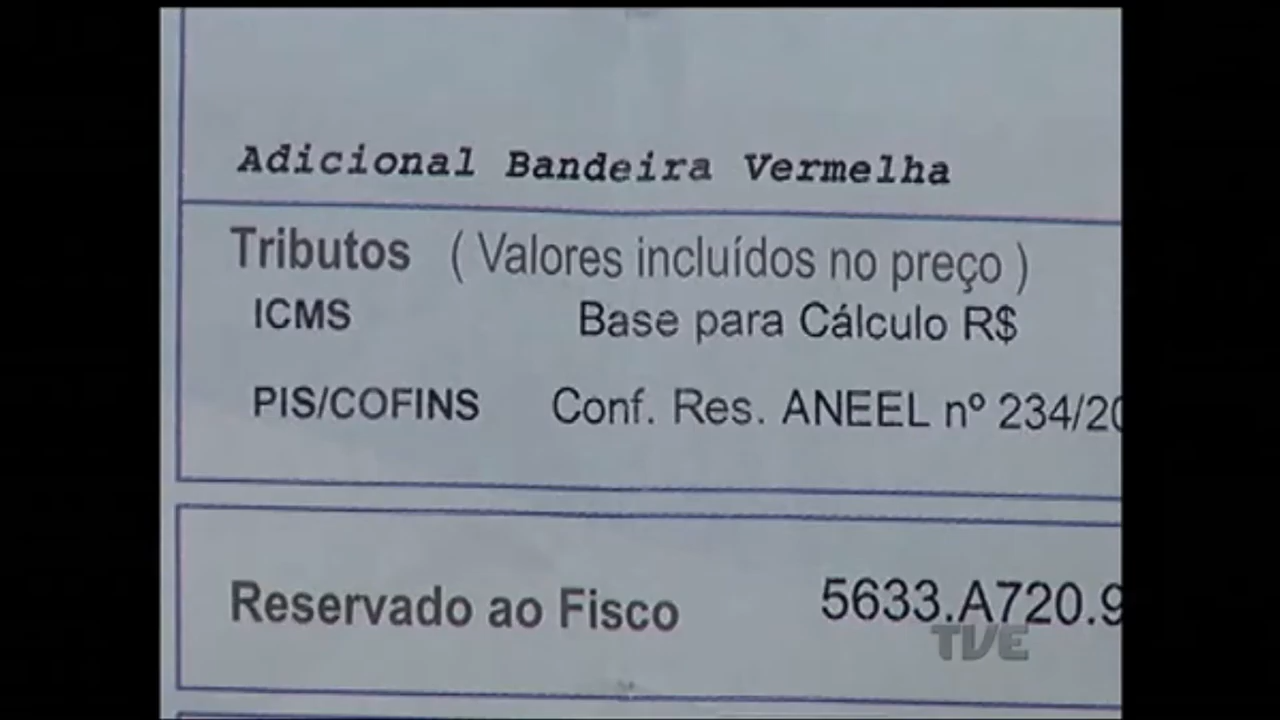 Adicional Bandeira Vermelha
Tributos ( Valores incluídos no preço )
ICMS Base para Cálculo R$
PIS/COFINS Conf. Res. ANEEL nº 234/20
Reservado ao Fisco 5633.A720.9
TVE